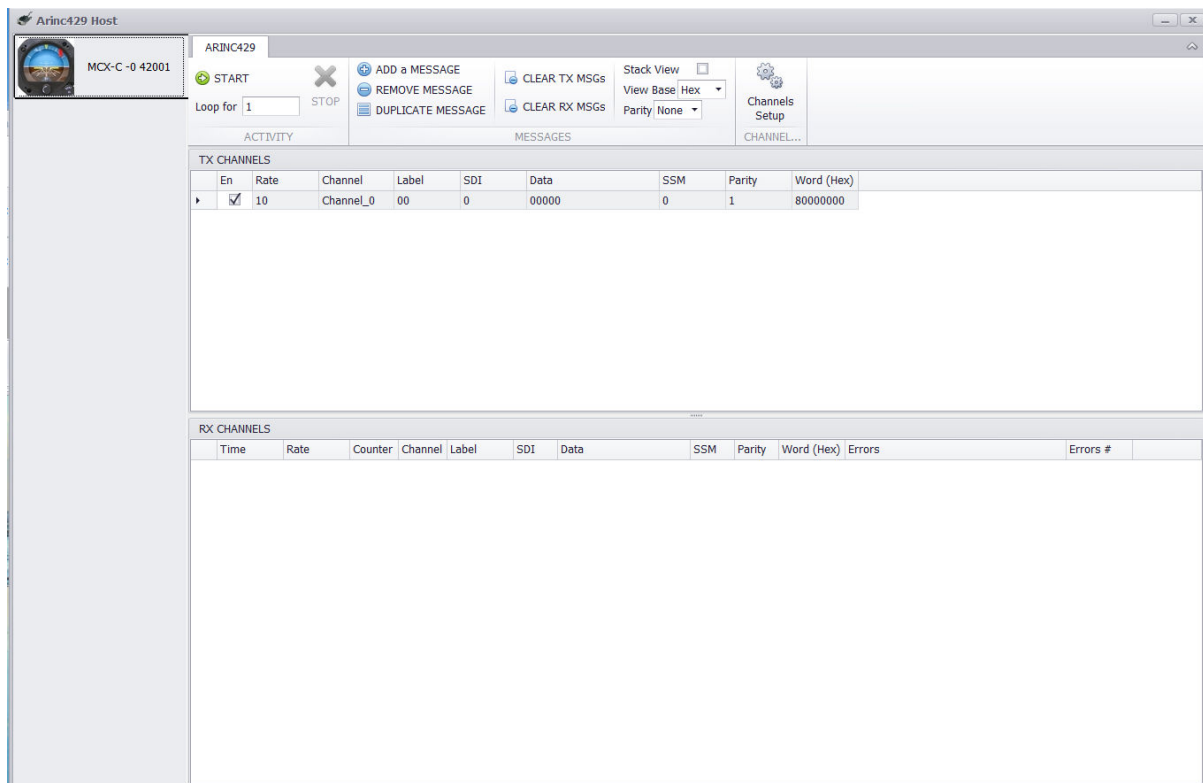 Arinc429 Host
MCX-C -0 42001
ARINC429
START
Loop for 1
STOP
ACTIVITY
ADD a MESSAGE
REMOVE MESSAGE
DUPLICATE MESSAGE
CLEAR TX MSGs
CLEAR RX MSGs
MESSAGES
Stack View
View Base Hex
Parity None
Channels
Setup
CHANNEL...
TX CHANNELS
En Rate Channel Label SDI Data SSM Parity Word (Hex)
10 Channel_0 00 0 00000 0 1 80000000
RX CHANNELS
Time Rate Counter Channel Label SDI Data SSM Parity Word (Hex) Errors Errors #